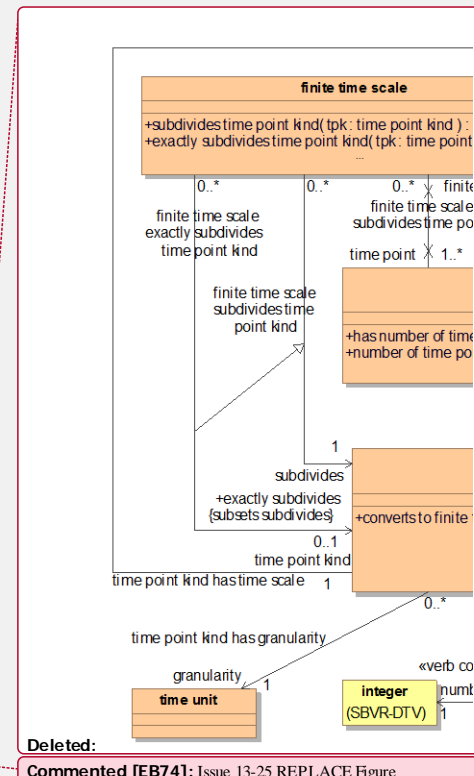 finite time scale
+subdivides time point kind( tpk : time point kind ) :
+exactly subdivides time point kind( tpk : time point
...
0..*
0..*
0..*
finite
finite time scale
exactly subdivides
time point kind
finite time scale
subdivides time po
time point
1..*
finite time scale
subdivides time
point kind
+has number of time
+number of time po
1
subdivides
+exactly subdivides
{subsets subdivides}
+converts to finite
0..1
time point kind
time point kind has time scale
1
0..*
time point kind has granularity
«verb co
granularity
1
time unit
integer
(SBVR-DTV)
numb
1
Deleted:
Commented [EB74]: Issue 13-25 REPLACE Figure